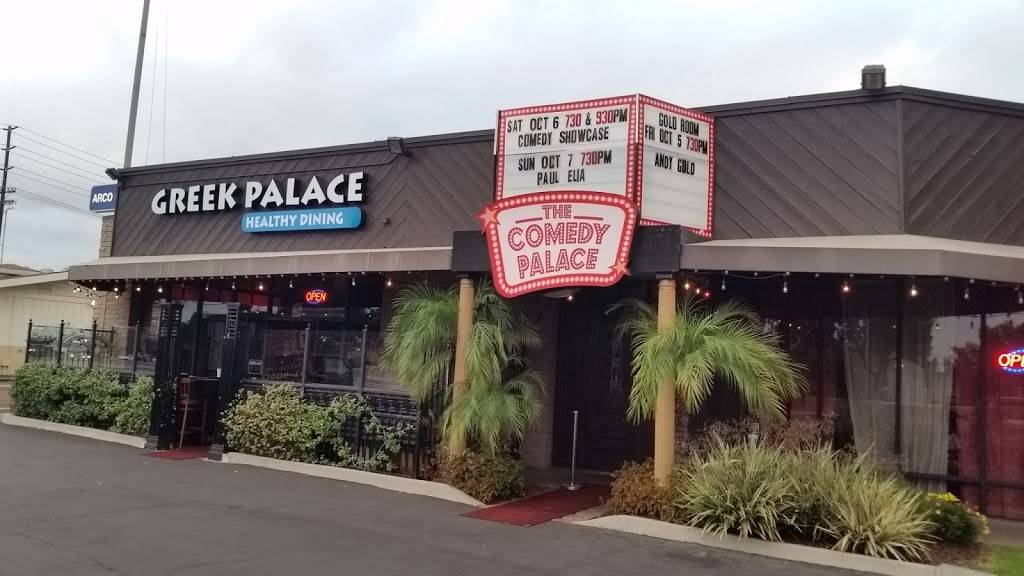 ARCO
GREEK PALACE
HEALTHY DINING
OPEN
SAT OCT 6 730 & 930PM
COMEDY SHOWCASE
SUN OCT 7 730PM
PAUL ELIA
GOLD ROOM
FRI OCT 5 730PM
ANDY GOLD
THE
COMEDY
PALACE